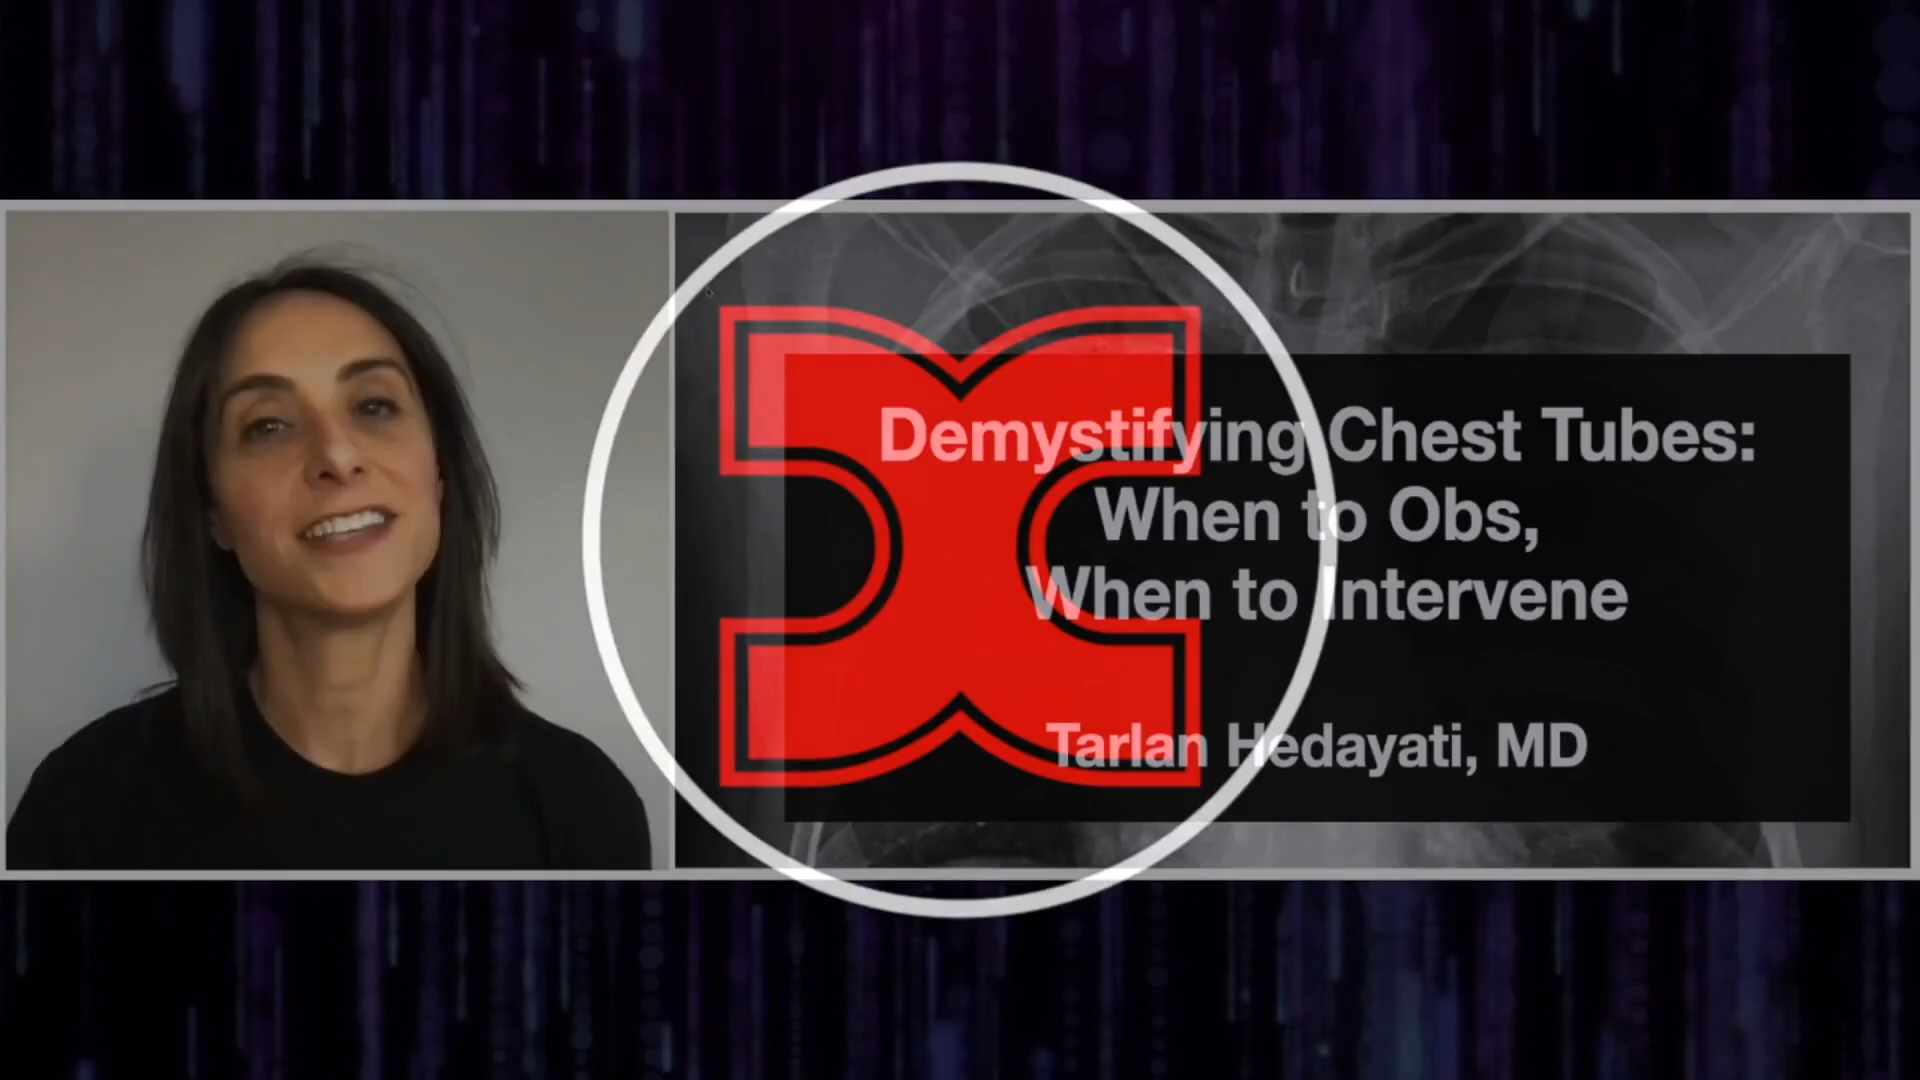 Demystifying Chest Tubes:
When to Obs,
When to Intervene
Tarlan Hedayati, MD